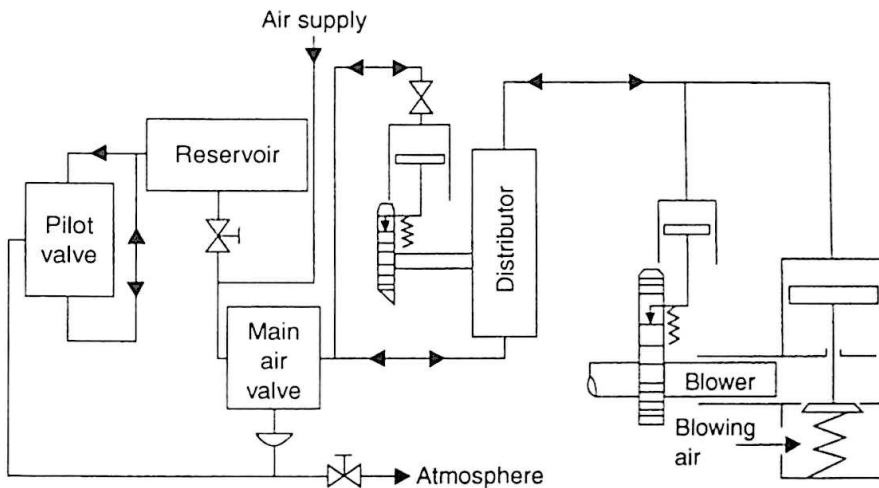 Air supply
Reservoir
Pilot
valve
Main
air
valve
Distributor
Blower
Blowing
air
Atmosphere